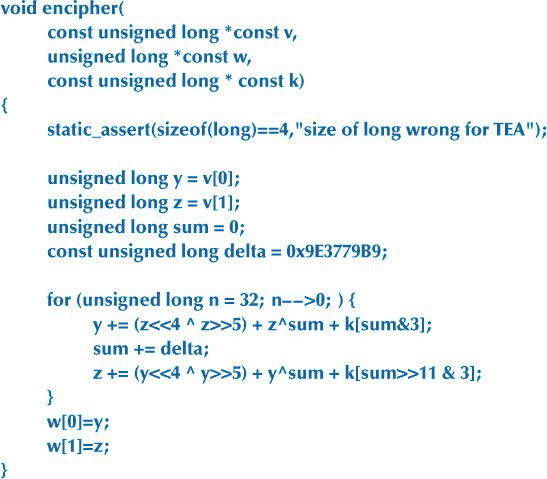 void encipher(
const unsigned long *const v,
unsigned long *const w,
const unsigned long * const k)
{
static_assert(sizeof(long)==4,"size of long wrong for TEA");
unsigned long y = v[0];
unsigned long z = v[1];
unsigned long sum = 0;
const unsigned long delta = 0x9E3779B9;
for (unsigned long n = 32; n-->0; ) {
y += (z<<4 ^ z>>5) + z^sum + k[sum&3];
sum += delta;
z += (y<<4 ^ y>>5) + y^sum + k[sum>>11 & 3];
}
w[0]=y;
w[1]=z;
}